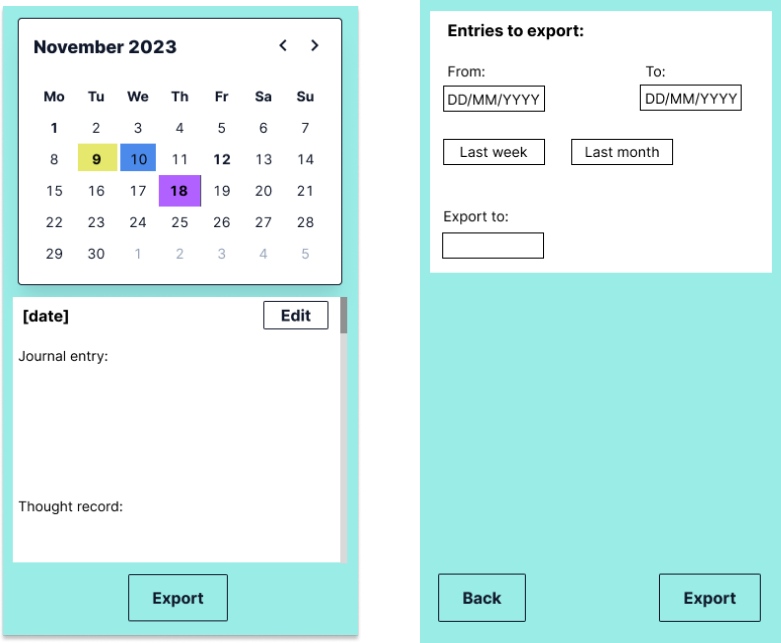 November 2023
Mo Tu We Th Fr Sa Su
1 2 3 4 5 6 7
8 9 10 11 12 13 14
15 16 17 18 19 20 21
22 23 24 25 26 27 28
29 30 1 2 3 4 5
[date] Edit
Journal entry:
Thought record:
Export
Entries to export:
From: To:
DD/MM/YYYY DD/MM/YYYY
Last week Last month
Export to:
Back Export